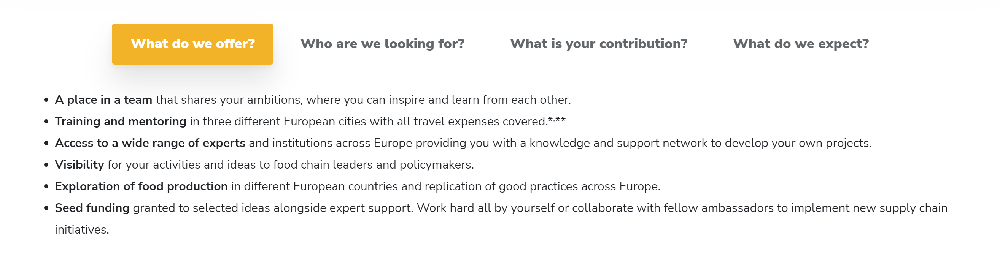 What do we offer? Who are we looking for? What is your contribution? What do we expect?
• A place in a team that shares your ambitions, where you can inspire and learn from each other.
• Training and mentoring in three different European cities with all travel expenses covered.*,**
• Access to a wide range of experts and institutions across Europe providing you with a knowledge and support network to develop your own projects.
• Visibility for your activities and ideas to food chain leaders and policymakers.
• Exploration of food production in different European countries and replication of good practices across Europe.
• Seed funding granted to selected ideas alongside expert support. Work hard all by yourself or collaborate with fellow ambassadors to implement new supply chain
initiatives.